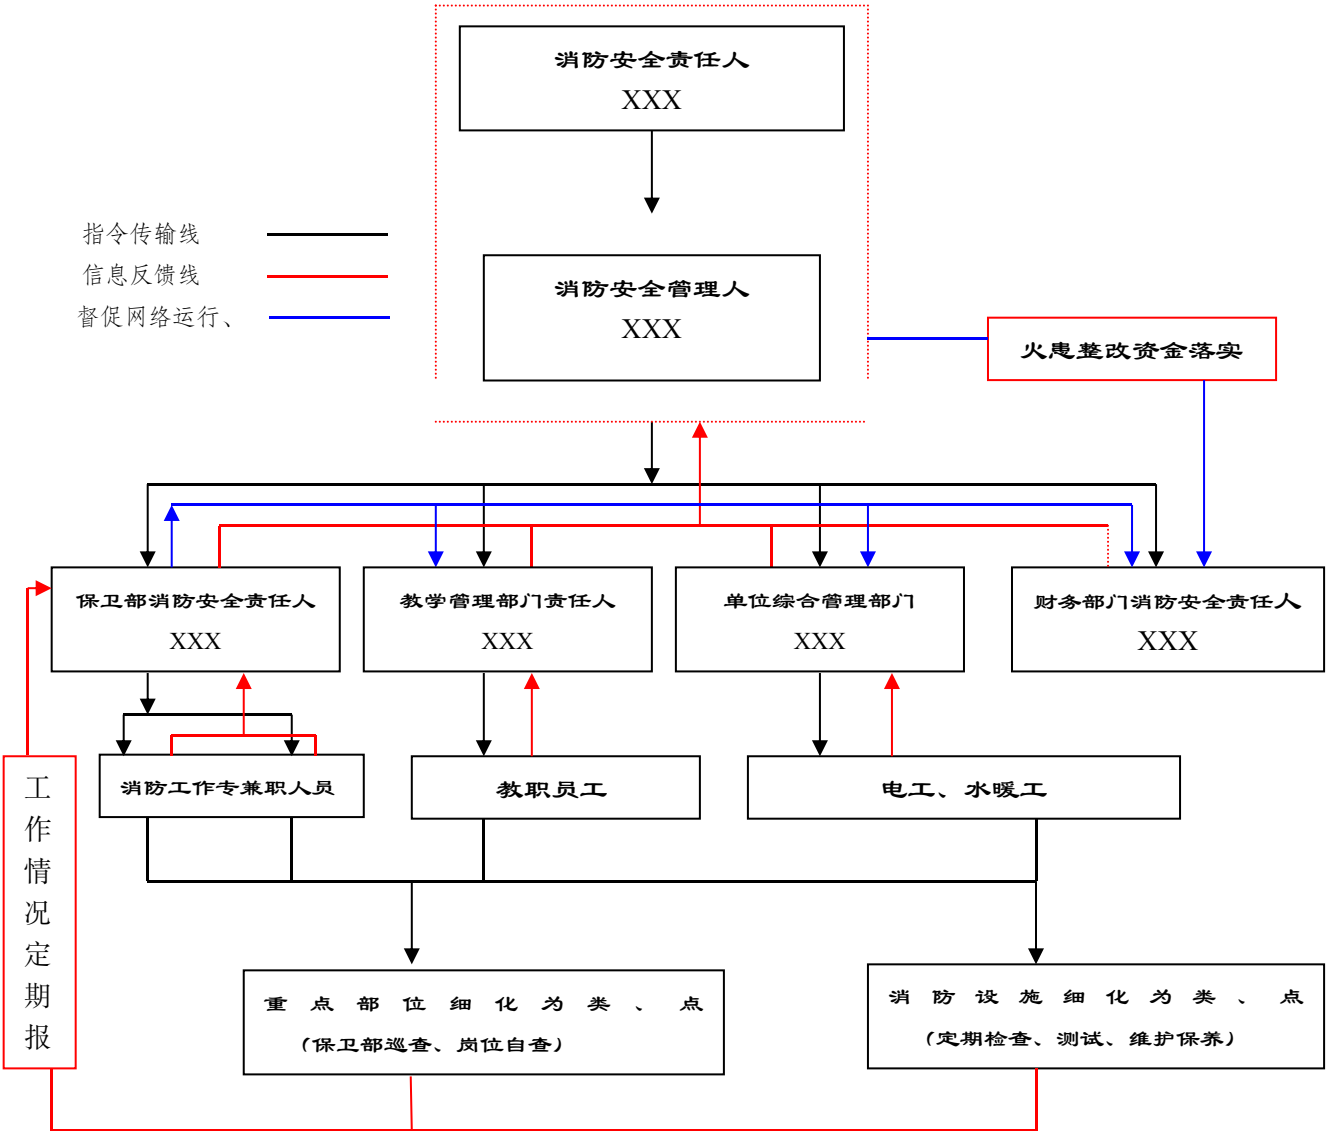 消防安全责任人
XXX
指令传输线
信息反馈线
督促网络运行、
消防安全管理人
XXX
火患整改资金落实
保卫部消防安全责任人
XXX
教学管理部门责任人
XXX
单位综合管理部门
XXX
财务部门消防安全责任人
XXX
工作情况定期报
消防工作专兼职人员
教职员工
电工、水暖工
重点部位细化为类、点
(保卫部巡查、岗位自查)
消防设施细化为类、点
(定期检查、测试、维护保养)